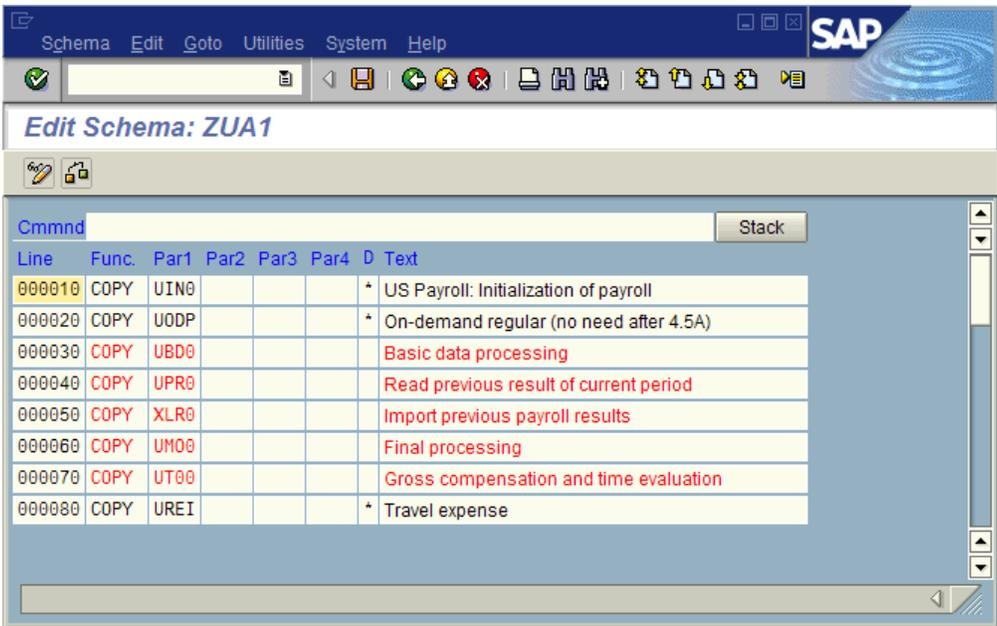 Schema Edit Goto Utilities System Help
SAP
Edit Schema: ZUA1
Cmmnd Stack
Line Func. Par1 Par2 Par3 Par4 D Text
000010 COPY UIN0 * US Payroll: Initialization of payroll
000020 COPY UODP * On-demand regular (no need after 4.5A)
000030 COPY UBD0 Basic data processing
000040 COPY UPR0 Read previous result of current period
000050 COPY XLR0 Import previous payroll results
000060 COPY UMO0 Final processing
000070 COPY UT00 Gross compensation and time evaluation
000080 COPY UREI * Travel expense